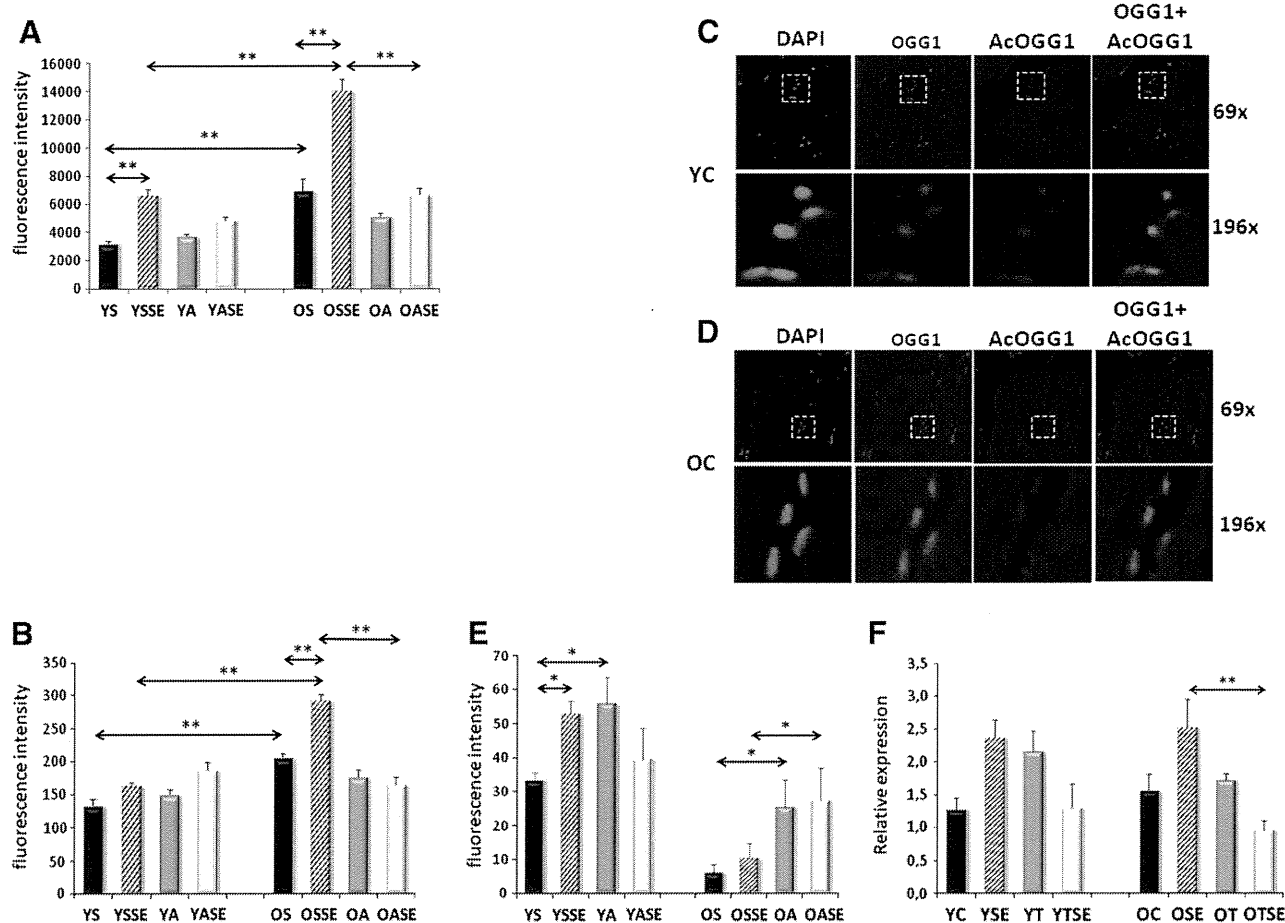 A
fluorescence intensity
16000
14000
12000
10000
8000
6000
4000
2000
0
**
**
**
**
**
YS YSSE YA YASE OS OSSE OA OASE
C
DAPI OGG1 AcOGG1 OGG1+ AcOGG1
YC
69x
196x
D
DAPI OGG1 AcOGG1 OGG1+ AcOGG1
OC
69x
196x
B
fluorescence intensity
350
300
250
200
150
100
50
0
**
**
**
**
YS YSSE YA YASE OS OSSE OA OASE
E
fluorescence intensity
70
60
50
40
30
20
10
0
*
*
*
*
YS YSSE YA YASE OS OSSE OA OASE
F
Relative expression
3,5
3,0
2,5
2,0
1,5
1,0
0,5
0,0
**
YC YSE YT YTSE OC OSE OT OTSE